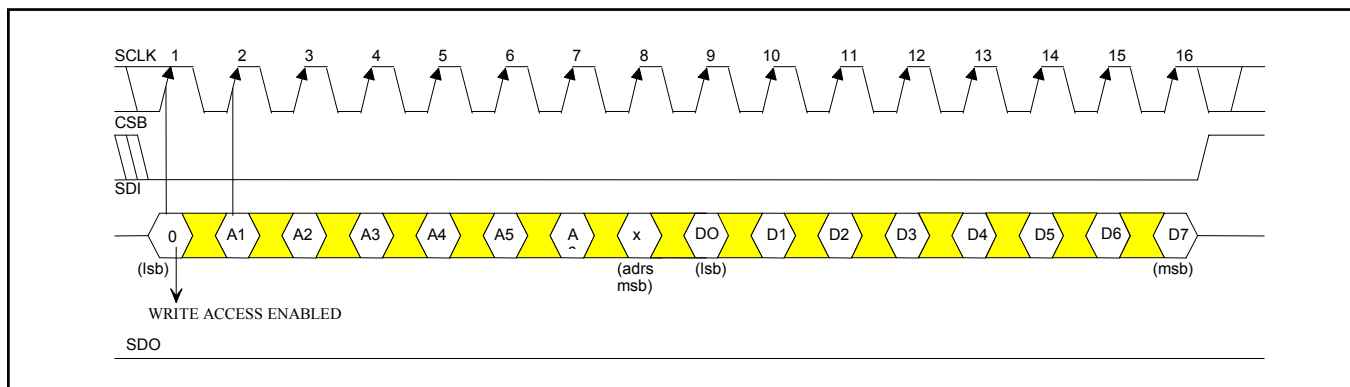 SCLK 1 2 3 4 5 6 7 8 9 10 11 12 13 14 15 16
CSB
SDI
0 A1 A2 A3 A4 A5 A x DO D1 D2 D3 D4 D5 D6 D7
(lsb) (adrs msb) (lsb) (msb)
WRITE ACCESS ENABLED
SDO